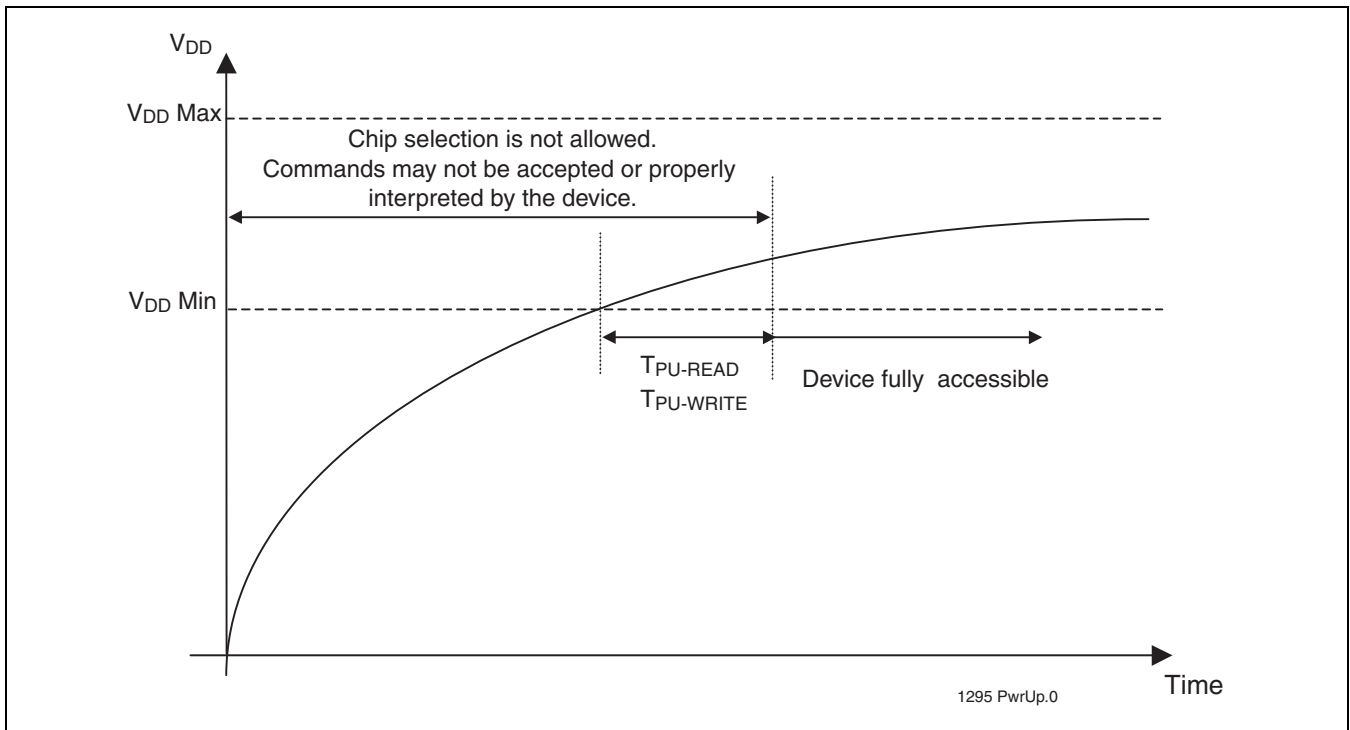 VDD
VDD Max
Chip selection is not allowed.
Commands may not be accepted or properly
interpreted by the device.
VDD Min
TPU-READ
TPU-WRITE
Device fully accessible
Time
1295 PwrUp.0